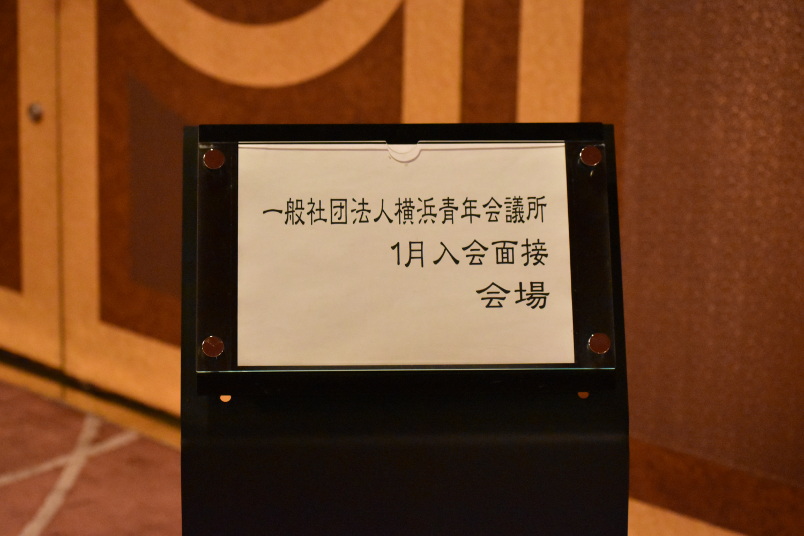 一般社団法人横浜青年会議所
1月入会面接
会場